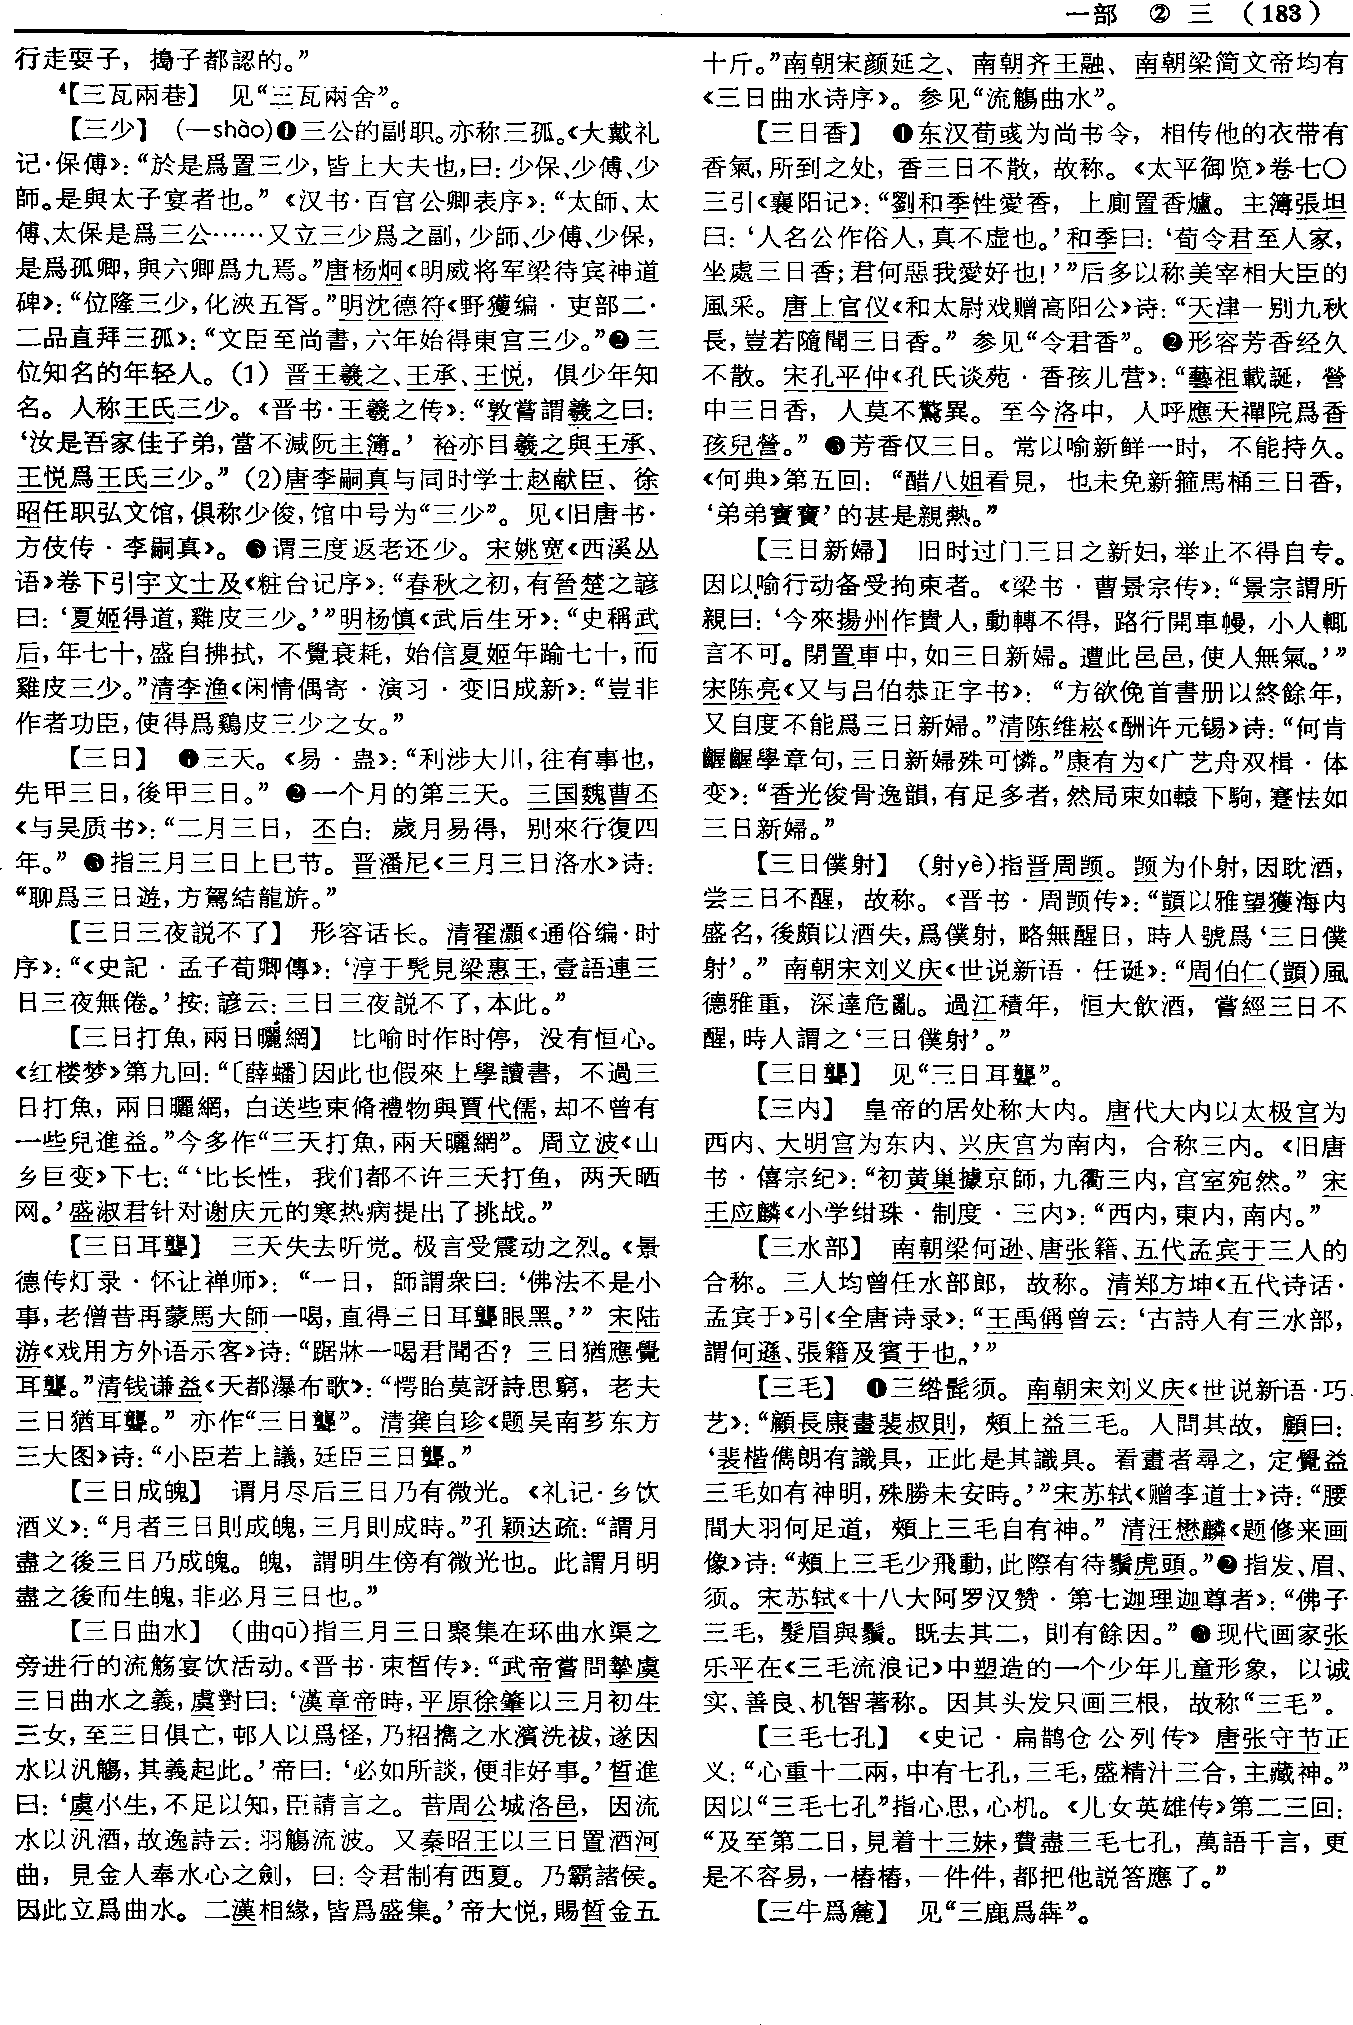 一部 ② 三 （183）
行走耍子，搗子都認的。”
⁴【三瓦兩巷】 见“三瓦兩舍”。
【三少】 (—shào)❶三公的副职。亦称三孤。《大戴礼
记·保傅》：“於是爲置三少，皆上大夫也，曰：少保、少傅、少
師。是與太子宴者也。”《汉书·百官公卿表序》：“太師、太
傅、太保是爲三公……又立三少爲之副，少師、少傅、少保，
是爲孤卿，與六卿爲九焉。”唐杨炯《明威将军梁待宾神道
碑》：“位隆三少，化浹五胥。”明沈德符《野獲编·吏部二·
二品直拜三孤》：“文臣至尚書，六年始得東宫三少。”❷三
位知名的年轻人。(1) 晋王羲之、王承、王悦，俱少年知
名。人称王氏三少。《晋书·王羲之传》：“敦嘗謂羲之曰：
‘汝是吾家佳子弟，當不減阮主簿。’ 裕亦目羲之與王承、
王悦爲王氏三少。”(2)唐李嗣真与同时学士赵献臣、徐
昭任职弘文馆，俱称少俊，馆中号为“三少”。见《旧唐书·
方伎传·李嗣真》。❸谓三度返老还少。宋姚宽《西溪丛
语》卷下引宇文士及《粧台记序》：“春秋之初，有晉楚之諺
曰：‘夏姬得道，雞皮三少。’”明杨慎《武后生牙》：“史稱武
后，年七十，盛自拂拭，不覺衰耗，始信夏姬年踰七十，而
雞皮三少。”清李渔《闲情偶寄·演习·变旧成新》：“豈非
作者功臣，使得爲鷄皮三少之女。”
【三日】 ❶三天。《易·蛊》：“利涉大川，往有事也，
先甲三日，後甲三日。”❷一个月的第三天。三国魏曹丕
《与吴质书》：“二月三日，丕白：歲月易得，别來行復四
年。”❸指三月三日上巳节。晋潘尼《三月三日洛水》诗：
“聊爲三日遊，方駕結龍旂。”
【三日三夜説不了】 形容话长。清翟灏《通俗编·时
序》：“《史記·孟子荀卿傳》：‘淳于髡見梁惠王，壹語連三
日三夜無倦。’按：諺云：三日三夜説不了，本此。”
【三日打魚，兩日曬網】 比喻时作时停，没有恒心。
《红楼梦》第九回：“〔薛蟠〕因此也假來上學讀書，不過三
日打魚，兩日曬網，白送些束脩禮物與賈代儒，却不曾有
一些兒進益。”今多作“三天打魚，兩天曬網”。周立波《山
乡巨变》下七：“‘比长性，我们都不许三天打鱼，两天晒
网。’盛淑君针对谢庆元的寒热病提出了挑战。”
【三日耳聾】 三天失去听觉。极言受震动之烈。《景
德传灯录·怀让禅师》：“一日，師謂衆曰：‘佛法不是小
事，老僧昔再蒙馬大師一喝，直得三日耳聾眼黑。’”宋陆
游《戏用方外语示客》诗：“踞牀一喝君聞否？三日猶應覺
耳聾。”清钱谦益《天都瀑布歌》：“愕眙莫訝詩思窮，老夫
三日猶耳聾。”亦作“三日聾”。清龚自珍《题吴南芗东方
三大图》诗：“小臣若上議，廷臣三日聾。”
【三日成魄】 谓月尽后三日乃有微光。《礼记·乡饮
酒义》：“月者三日則成魄，三月則成時。”孔颖达疏：“謂月
盡之後三日乃成魄。魄，謂明生傍有微光也。此謂月明
盡之後而生魄，非必月三日也。”
【三日曲水】 (曲qū)指三月三日聚集在环曲水渠之
旁进行的流觞宴饮活动。《晋书·束皙传》：“武帝嘗問摯虞
三日曲水之義，虞對曰：‘漢章帝時，平原徐肇以三月初生
三女，至三日俱亡，邨人以爲怪，乃招攜之水濱洗祓，遂因
水以汎觴，其義起此。’帝曰：‘必如所談，便非好事。’晳進
曰：‘虞小生，不足以知，臣請言之。昔周公城洛邑，因流
水以汎酒，故逸詩云：羽觴流波。又秦昭王以三日置酒河
曲，見金人奉水心之劍，曰：令君制有西夏。乃霸諸侯。
因此立爲曲水。二漢相緣，皆爲盛集。’帝大悦，賜晳金五
十斤。”南朝宋颜延之、南朝齐王融、南朝梁简文帝均有
《三日曲水诗序》。参见“流觴曲水”。
【三日香】 ❶东汉荀彧为尚书令，相传他的衣带有
香氣，所到之处，香三日不散，故称。《太平御览》卷七〇
三引《襄阳记》：“劉和季性愛香，上廁置香爐。主簿張坦
曰：‘人名公作俗人，真不虚也。’和季曰：‘荀令君至人家，
坐處三日香；君何惡我愛好也！’”后多以称美宰相大臣的
風采。唐上官仪《和太尉戏赠高阳公》诗：“天津一别九秋
長，豈若隨聞三日香。”参见“令君香”。❷形容芳香经久
不散。宋孔平仲《孔氏谈苑·香孩儿营》：“藝祖載誕，營
中三日香，人莫不驚異。至今洛中，人呼應天禪院爲香
孩兒營。”❸芳香仅三日。常以喻新鲜一时，不能持久。
《何典》第五回：“醋八姐看見，也未免新箍馬桶三日香，
‘弟弟寶寶’的甚是親熱。”
【三日新婦】 旧时过门三日之新妇，举止不得自专。
因以喻行动备受拘束者。《梁书·曹景宗传》：“景宗謂所
親曰：‘今來揚州作貴人，動轉不得，路行開車幔，小人輒
言不可。閉置車中，如三日新婦。遭此邑邑，使人無氣。’”
宋陈亮《又与吕伯恭正字书》：“方欲俛首書册以終餘年，
又自度不能爲三日新婦。”清陈维崧《酬许元锡》诗：“何肯
齷齷學章句，三日新婦殊可憐。”康有为《广艺舟双楫·体
变》：“香光俊骨逸韻，有足多者，然局束如轅下駒，蹇怯如
三日新婦。”
【三日僕射】 (射yè)指晋周顗。顗为仆射，因耽酒，
尝三日不醒，故称。《晋书·周顗传》：“顗以雅望獲海内
盛名，後頗以酒失，爲僕射，略無醒日，時人號爲‘三日僕
射’。”南朝宋刘义庆《世说新语·任诞》：“周伯仁（顗）風
德雅重，深達危亂。過江積年，恒大飲酒，嘗經三日不
醒，時人謂之‘三日僕射’。”
【三日聾】 见“三日耳聾”。
【三内】 皇帝的居处称大内。唐代大内以太极宫为
西内、大明宫为东内、兴庆宫为南内，合称三内。《旧唐
书·僖宗纪》：“初黄巢據京師，九衢三内，宫室宛然。”宋
王应麟《小学绀珠·制度·三内》：“西内，東内，南内。”
【三水部】 南朝梁何逊、唐张籍、五代孟宾于三人的
合称。三人均曾任水部郎，故称。清郑方坤《五代诗话·
孟宾于》引《全唐诗录》：“王禹偁曾云：‘古詩人有三水部，
謂何遜、張籍及賓于也。’”
【三毛】 ❶三绺髭须。南朝宋刘义庆《世说新语·巧
艺》：“顧長康畫裴叔則，頰上益三毛。人問其故，顧曰：
‘裴楷儁朗有識具，正此是其識具。看畫者尋之，定覺益
三毛如有神明，殊勝未安時。’”宋苏轼《赠李道士》诗：“腰
間大羽何足道，頰上三毛自有神。”清汪懋麟《题修来画
像》诗：“頰上三毛少飛動，此際有待鬚虎頭。”❷指发、眉、
须。宋苏轼《十八大阿罗汉赞·第七迦理迦尊者》：“佛子
三毛，髮眉與鬚。既去其二，則有餘因。”❸现代画家张
乐平在《三毛流浪记》中塑造的一个少年儿童形象，以诚
实、善良、机智著称。因其头发只画三根，故称“三毛”。
【三毛七孔】 《史记·扁鹊仓公列传》唐张守节正
义：“心重十二兩，中有七孔，三毛，盛精汁三合，主藏神。”
因以“三毛七孔”指心思，心机。《儿女英雄传》第二三回：
“及至第二日，見着十三妹，費盡三毛七孔，萬語千言，更
是不容易，一樁樁，一件件，都把他説答應了。”
【三牛爲麄】 见“三鹿爲犇”。